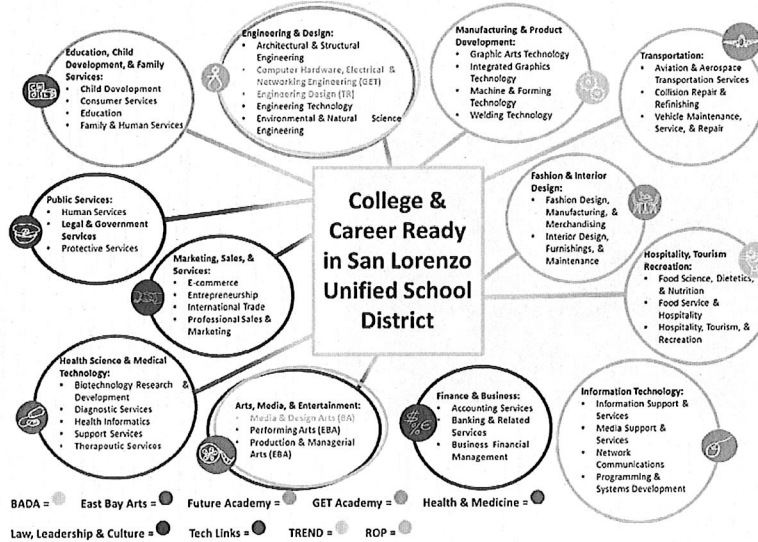 Education, Child
Development, & Family
Services:
• Child Development
• Consumer Services
• Education
• Family & Human Services
Engineering & Design:
• Architectural & Structural
Engineering
• Computer Hardware, Electrical &
Networking Engineering (GET)
• Engineering Design (TR)
• Engineering Technology
• Environmental & Natural Science
Engineering
Manufacturing & Product
Development:
• Graphic Arts Technology
• Integrated Graphics
Technology
• Machine & Forming
Technology
• Welding Technology
Transportation:
• Aviation & Aerospace
Transportation Services
• Collision Repair &
Refinishing
• Vehicle Maintenance,
Service, & Repair
Public Services:
• Human Services
• Legal & Government
Services
• Protective Services
College &
Career Ready
in San Lorenzo
Unified School
District
Fashion & Interior
Design:
• Fashion Design,
Manufacturing, &
Merchandising
• Interior Design,
Furnishings, &
Maintenance
Marketing, Sales, &
Services:
• E-commerce
• Entrepreneurship
• International Trade
• Professional Sales &
Marketing
Hospitality, Tourism
Recreation:
• Food Science, Dietetics,
& Nutrition
• Food Service &
Hospitality
• Hospitality, Tourism, &
Recreation
Health Science & Medical
Technology:
• Biotechnology Research &
Development
• Diagnostic Services
• Health Informatics
• Support Services
• Therapeutic Services
Arts, Media, & Entertainment:
• Media & Design Arts (BA)
• Performing Arts (EBA)
• Production & Managerial
Arts (EBA)
Finance & Business:
• Accounting Services
• Banking & Related
Services
• Business Financial
Management
Information Technology:
• Information Support &
Services
• Media Support &
Services
• Network
Communications
• Programming &
Systems Development
BADA = East Bay Arts = Future Academy = GET Academy = Health & Medicine =
Law, Leadership & Culture = Tech Links = TREND = ROP =